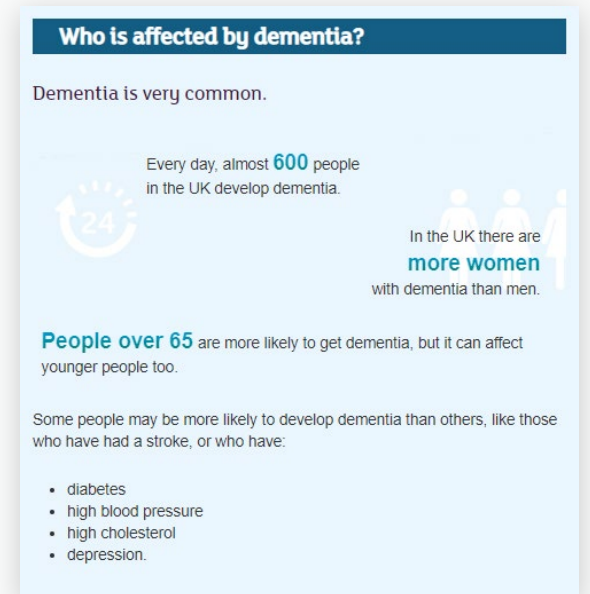 Who is affected by dementia?
Dementia is very common.
Every day, almost 600 people
in the UK develop dementia.
24
In the UK there are
more women
with dementia than men.
People over 65 are more likely to get dementia, but it can affect
younger people too.
Some people may be more likely to develop dementia than others, like those
who have had a stroke, or who have:
• diabetes
• high blood pressure
• high cholesterol
• depression.